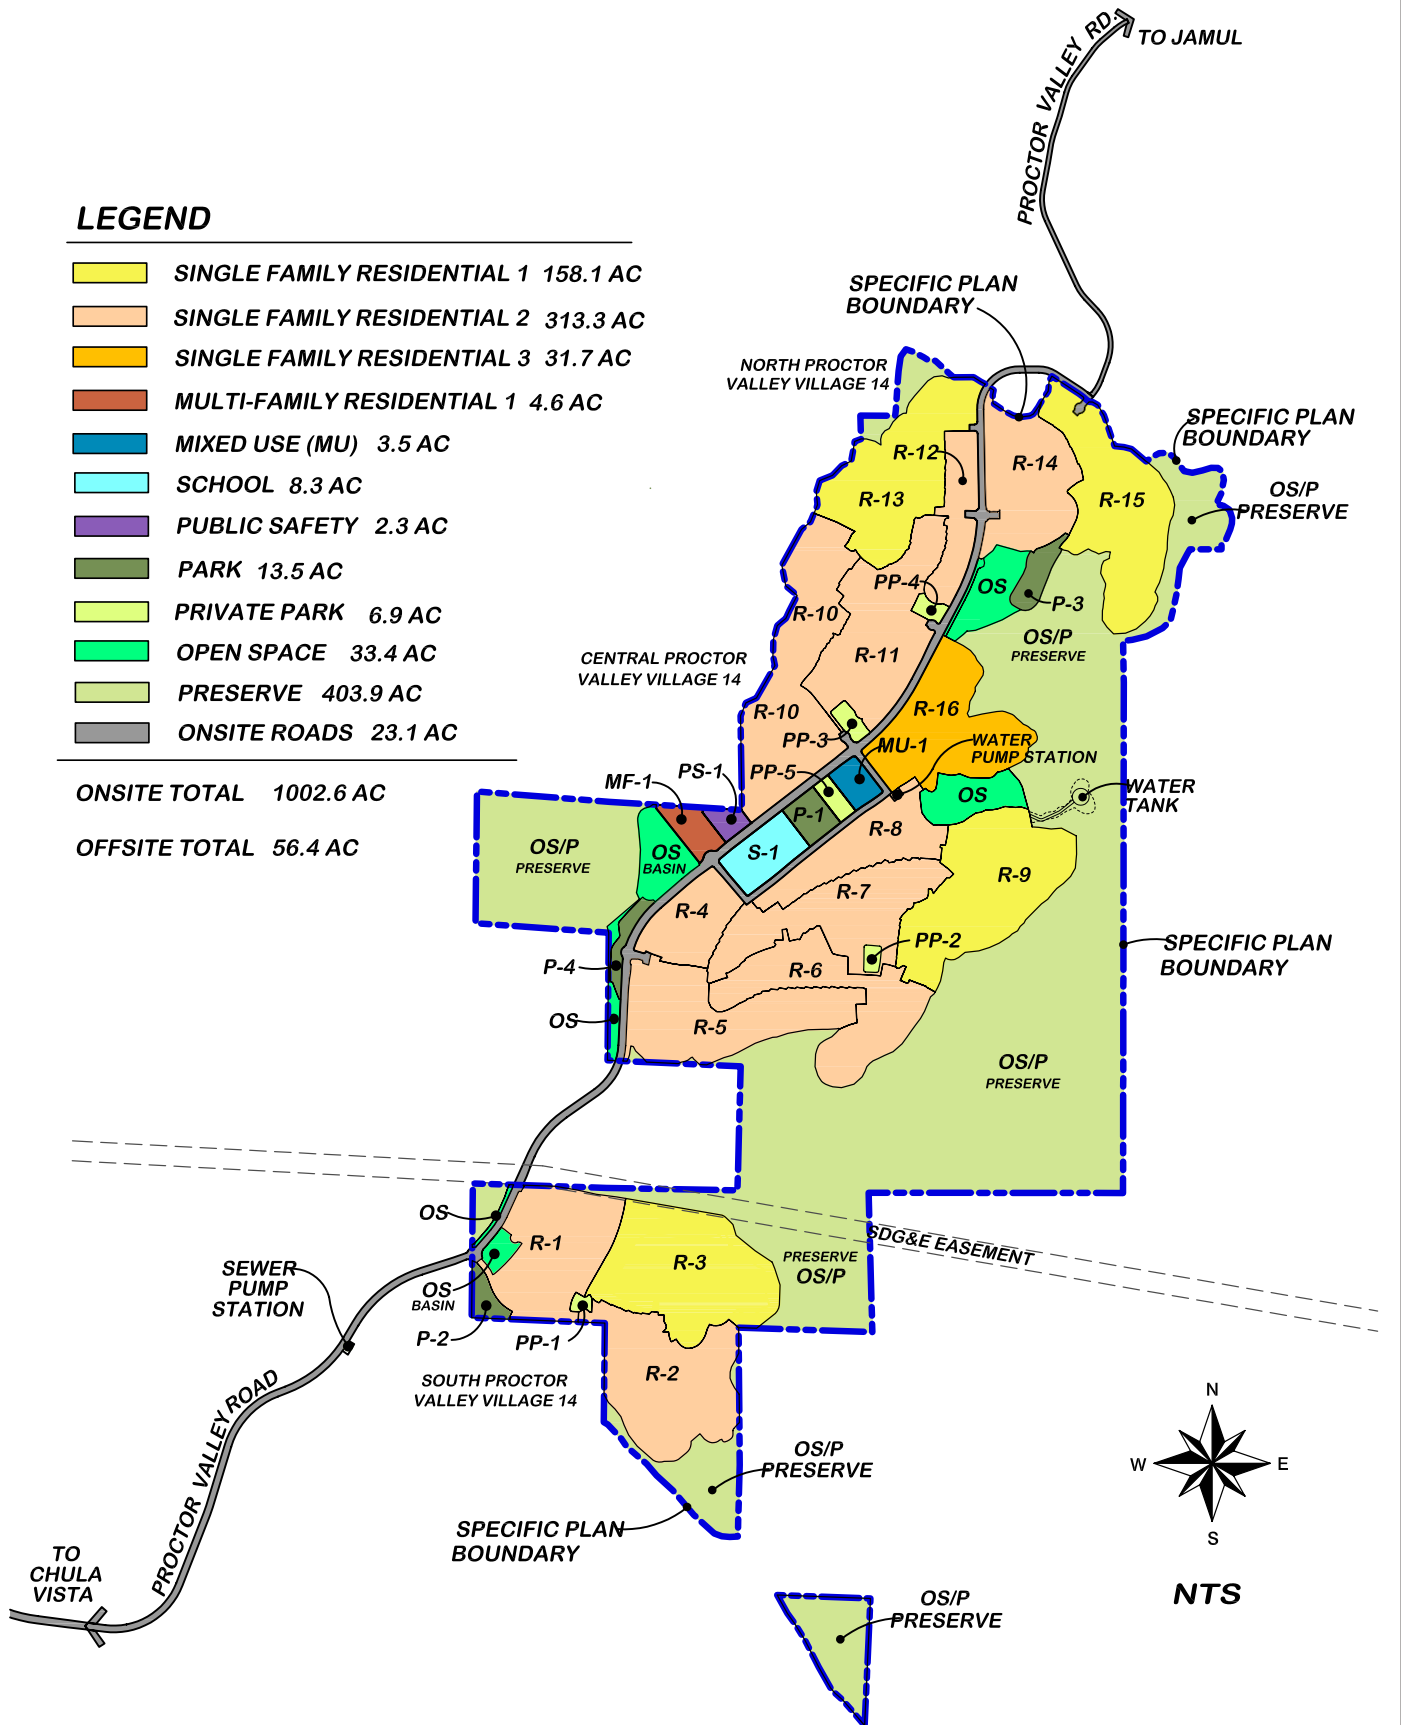 PROCTOR VALLEY RD.
TO JAMUL
LEGEND
SINGLE FAMILY RESIDENTIAL 1 158.1 AC
SINGLE FAMILY RESIDENTIAL 2 313.3 AC
SINGLE FAMILY RESIDENTIAL 3 31.7 AC
MULTI-FAMILY RESIDENTIAL 1 4.6 AC
MIXED USE (MU) 3.5 AC
SCHOOL 8.3 AC
PUBLIC SAFETY 2.3 AC
PARK 13.5 AC
PRIVATE PARK 6.9 AC
OPEN SPACE 33.4 AC
PRESERVE 403.9 AC
ONSITE ROADS 23.1 AC
ONSITE TOTAL 1002.6 AC
OFFSITE TOTAL 56.4 AC
SPECIFIC PLAN
BOUNDARY
NORTH PROCTOR
VALLEY VILLAGE 14
SPECIFIC PLAN
BOUNDARY
R-12
R-14
R-13
R-15
OS/P
PRESERVE
PP-4
OS
P-3
R-10
OS/P
PRESERVE
R-11
CENTRAL PROCTOR
VALLEY VILLAGE 14
R-10
R-16
PP-3
MU-1
WATER
PUMP STATION
MF-1
PS-1
PP-5
OS
WATER
TANK
P-1
R-8
OS/P
PRESERVE
OS
BASIN
S-1
R-9
R-7
R-4
PP-2
SPECIFIC PLAN
BOUNDARY
P-4
R-6
OS
R-5
OS/P
PRESERVE
OS
R-1
SDG&E EASEMENT
R-3
PRESERVE
OS/P
SEWER
PUMP
STATION
OS
BASIN
P-2
PP-1
R-2
SOUTH PROCTOR
VALLEY VILLAGE 14
PROCTOR VALLEY ROAD
OS/P
PRESERVE
SPECIFIC PLAN
BOUNDARY
N
W
E
S
NTS
TO
CHULA
VISTA
OS/P
PRESERVE